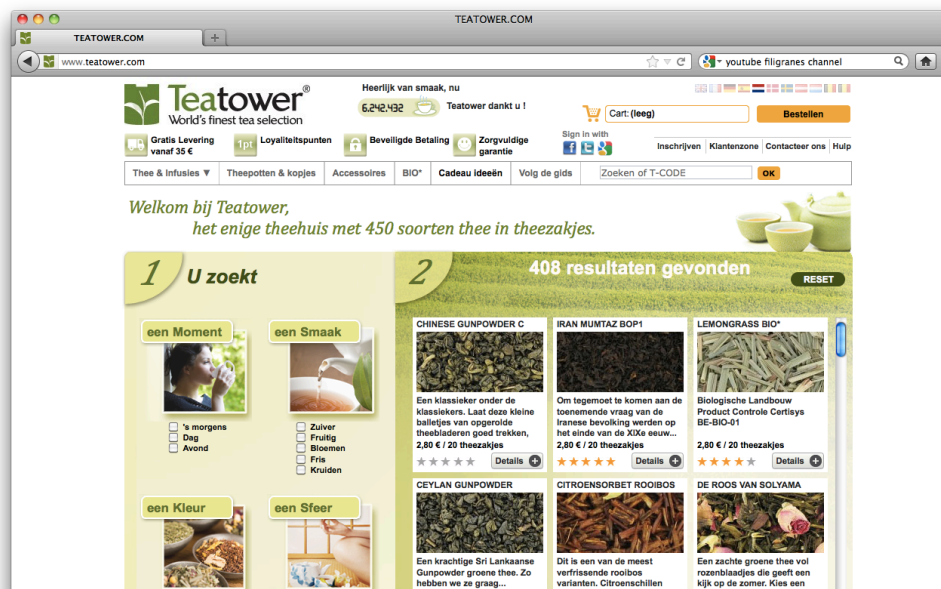 TEATOWER.COM
TEATOWER.COM
www.teatower.com
youtube filigranes channel
Teatower®
World's finest tea selection
Heerlijk van smaak, nu
6.242.432
Teatower dankt u !
Cart: (leeg)
Bestellen
Gratis Levering
vanaf 35 €
1pt
Loyaliteitspunten
Beveiligde Betaling
Zorgvuldige
garantie
Sign in with
Inschrijven
Klantenzone
Contacteer ons
Hulp
Thee & Infusies ▼
Theepotten & kopjes
Accessoires
BIO*
Cadeau ideeën
Volg de gids
Zoeken of T-CODE
OK
Welkom bij Teatower,
het enige theehuis met 450 soorten thee in theezakjes.
1
U zoekt
2
408 resultaten gevonden
RESET
een Moment
's morgens
Dag
Avond
een Smaak
Zuiver
Fruitig
Bloemen
Fris
Kruiden
een Kleur
een Sfeer
CHINESE GUNPOWDER C
Een klassieker onder de
klassiekers. Laat deze kleine
balletjes van opgerolde
theebladeren goed trekken,
2,80 € / 20 theezakjes
Details
IRAN MUMTAZ BOP1
Om tegemoet te komen aan de
toenemende vraag van de
Iranese bevolking werden op
het einde van de XIXe eeuw...
2,80 € / 20 theezakjes
Details
LEMONGRASS BIO*
Biologische Landbouw
Product Controle Certisys
BE-BIO-01
2,80 € / 20 theezakjes
Details
CEYLAN GUNPOWDER
Een krachtige Sri Lankaanse
Gunpowder groene thee. Zo
hebben we ze graag...
CITROENSORBET ROOIBOS
Dit is een van de meest
verfrissende rooibos
varianten. Citroenschillen
DE ROOS VAN SOLYAMA
Een zachte groene thee vol
rozenblaadjes die geeft een
kijk op de zomer. Kies een